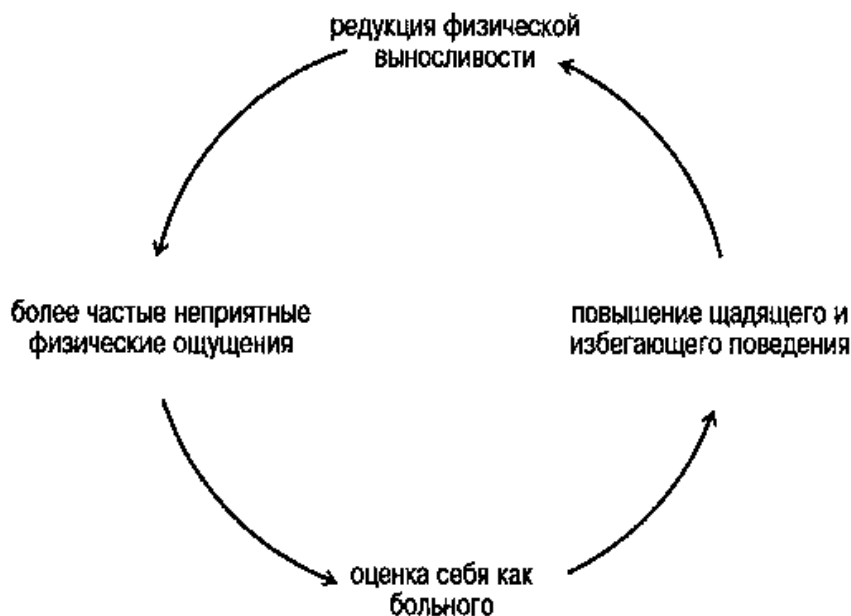 редукция физической
выносливости
более частые неприятные
физические ощущения
повышение щадящего и
избегающего поведения
оценка себя как
больного